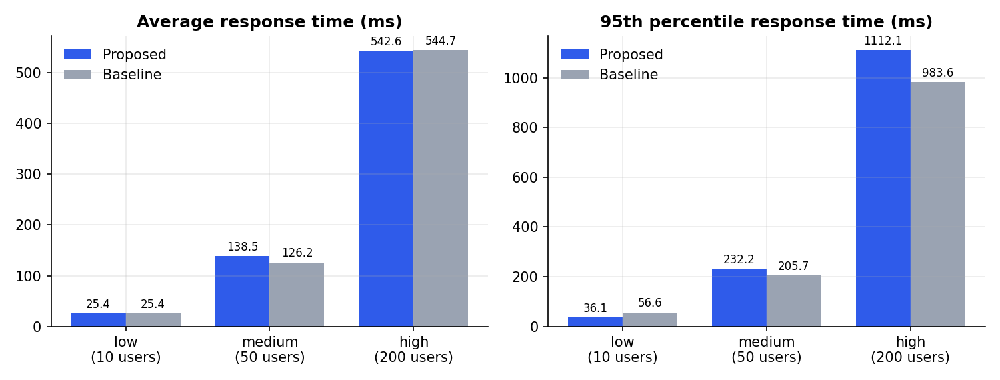 Average response time (ms)
Proposed
Baseline
542.6
544.7
500
400
300
200
100
0
138.5
126.2
25.4
25.4
low
(10 users)
medium
(50 users)
high
(200 users)
95th percentile response time (ms)
Proposed
Baseline
1112.1
983.6
1000
800
600
400
200
0
232.2
205.7
36.1
56.6
low
(10 users)
medium
(50 users)
high
(200 users)